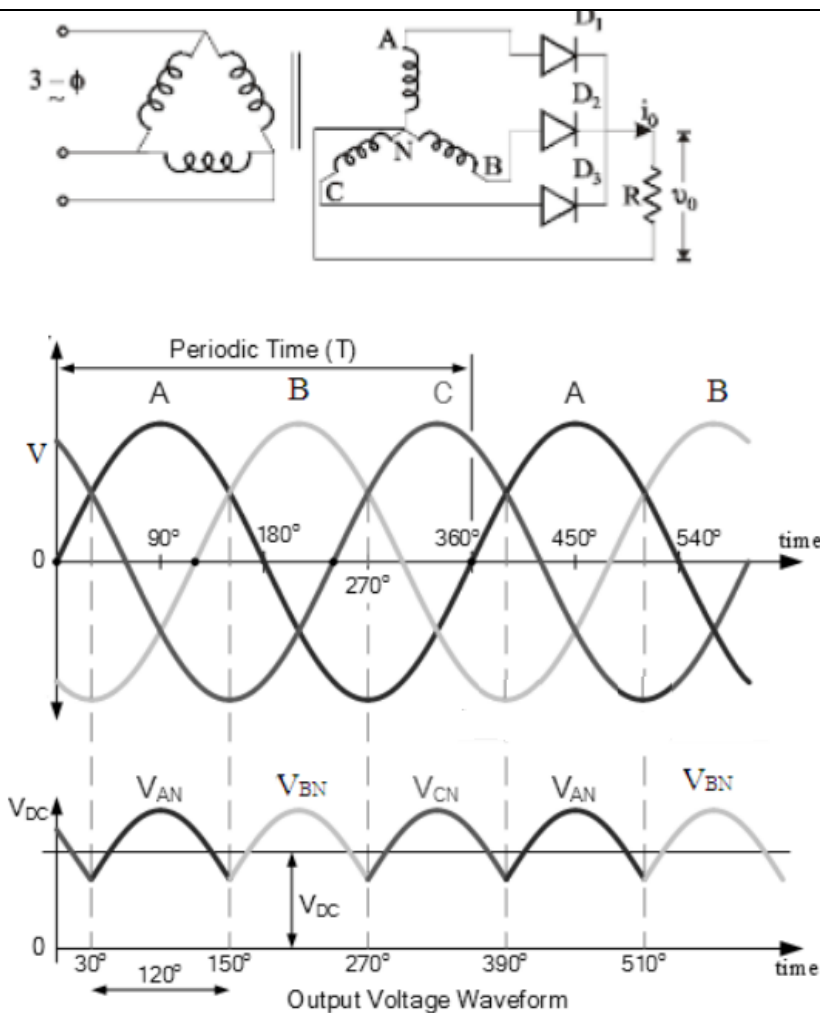 D1
A
3 - ϕ
~
D2
i0
N
B
D3
C
R
υ0
Periodic Time (T)
A B C A B
V
90° 180° 360° 450° 540° time
0
270°
VAN VBN VCN VAN VBN
VDC
VDC
0
30° 150° 270° 390° 510° time
120°
Output Voltage Waveform